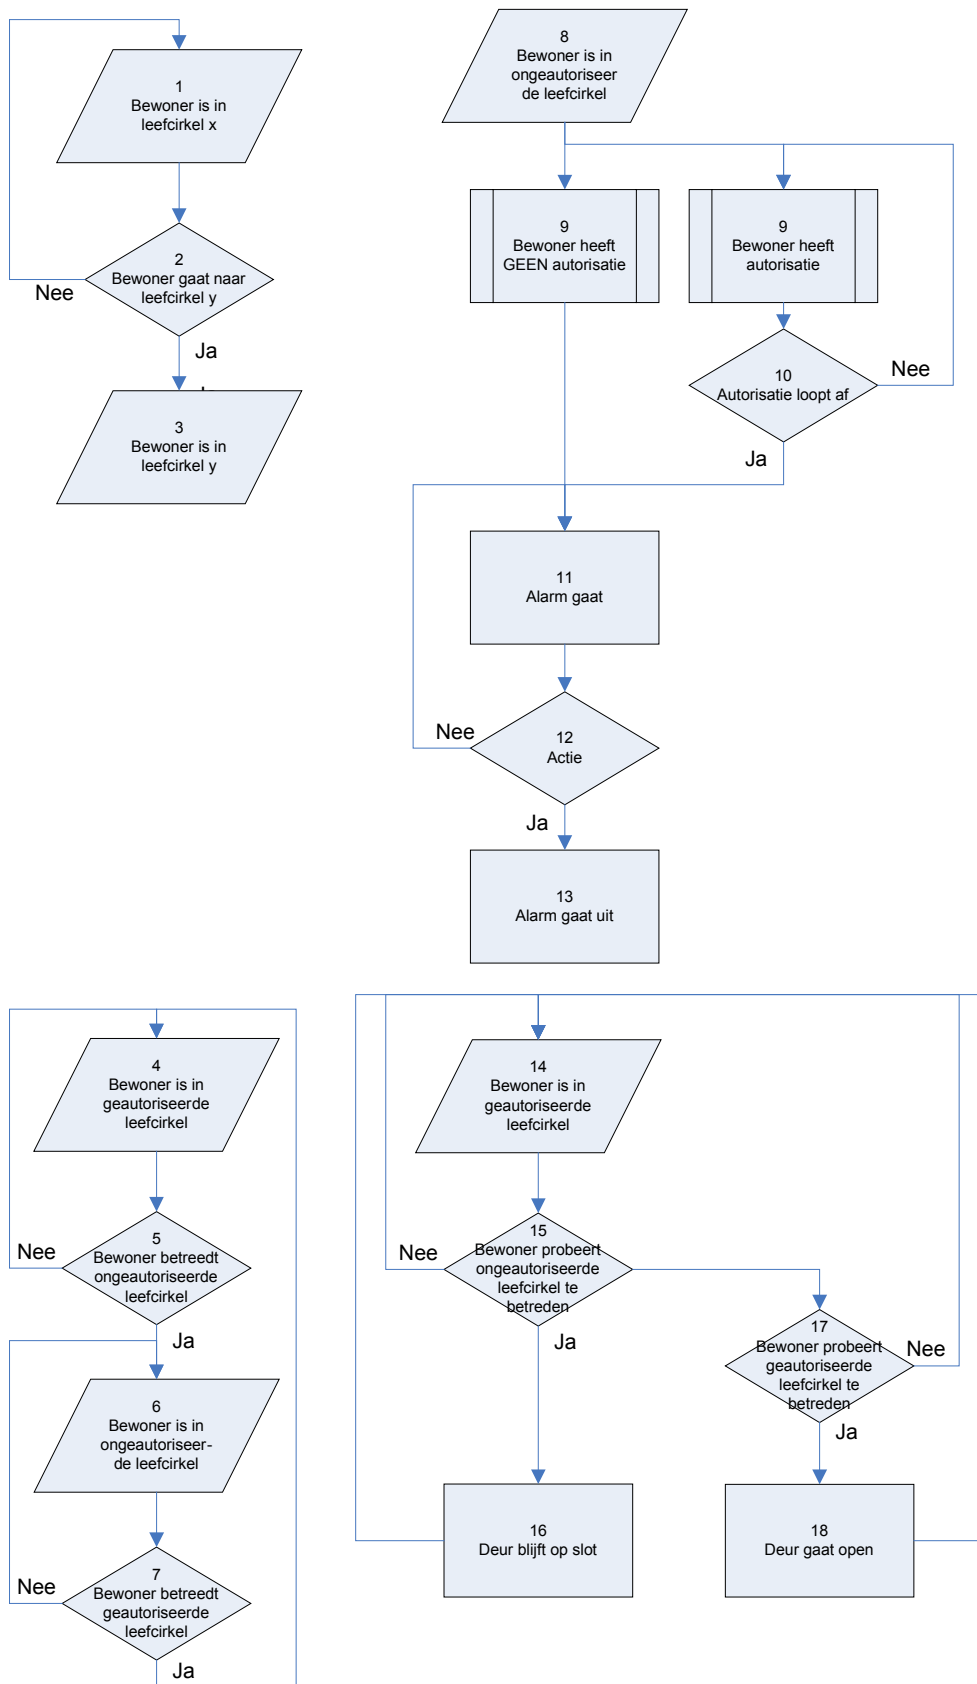 1
Bewoner is in
leefcirkel x
2
Bewoner gaat naar
leefcirkel y
Nee
Ja
3
Bewoner is in
leefcirkel y
8
Bewoner is in
ongeautoriseer
de leefcirkel
9
Bewoner heeft
GEEN autorisatie
9
Bewoner heeft
autorisatie
10
Autorisatie loopt af
Nee
Ja
11
Alarm gaat
12
Actie
Nee
Ja
13
Alarm gaat uit
4
Bewoner is in
geautoriseerde
leefcirkel
5
Bewoner betreedt
ongeautoriseerde
leefcirkel
Nee
Ja
6
Bewoner is in
ongeautoriseer-
de leefcirkel
7
Bewoner betreedt
geautoriseerde
leefcirkel
Nee
Ja
14
Bewoner is in
geautoriseerde
leefcirkel
15
Bewoner probeert
ongeautoriseerde
leefcirkel te
betreden
Nee
Ja
17
Bewoner probeert
geautoriseerde
leefcirkel te
betreden
Nee
Ja
16
Deur blijft op slot
18
Deur gaat open